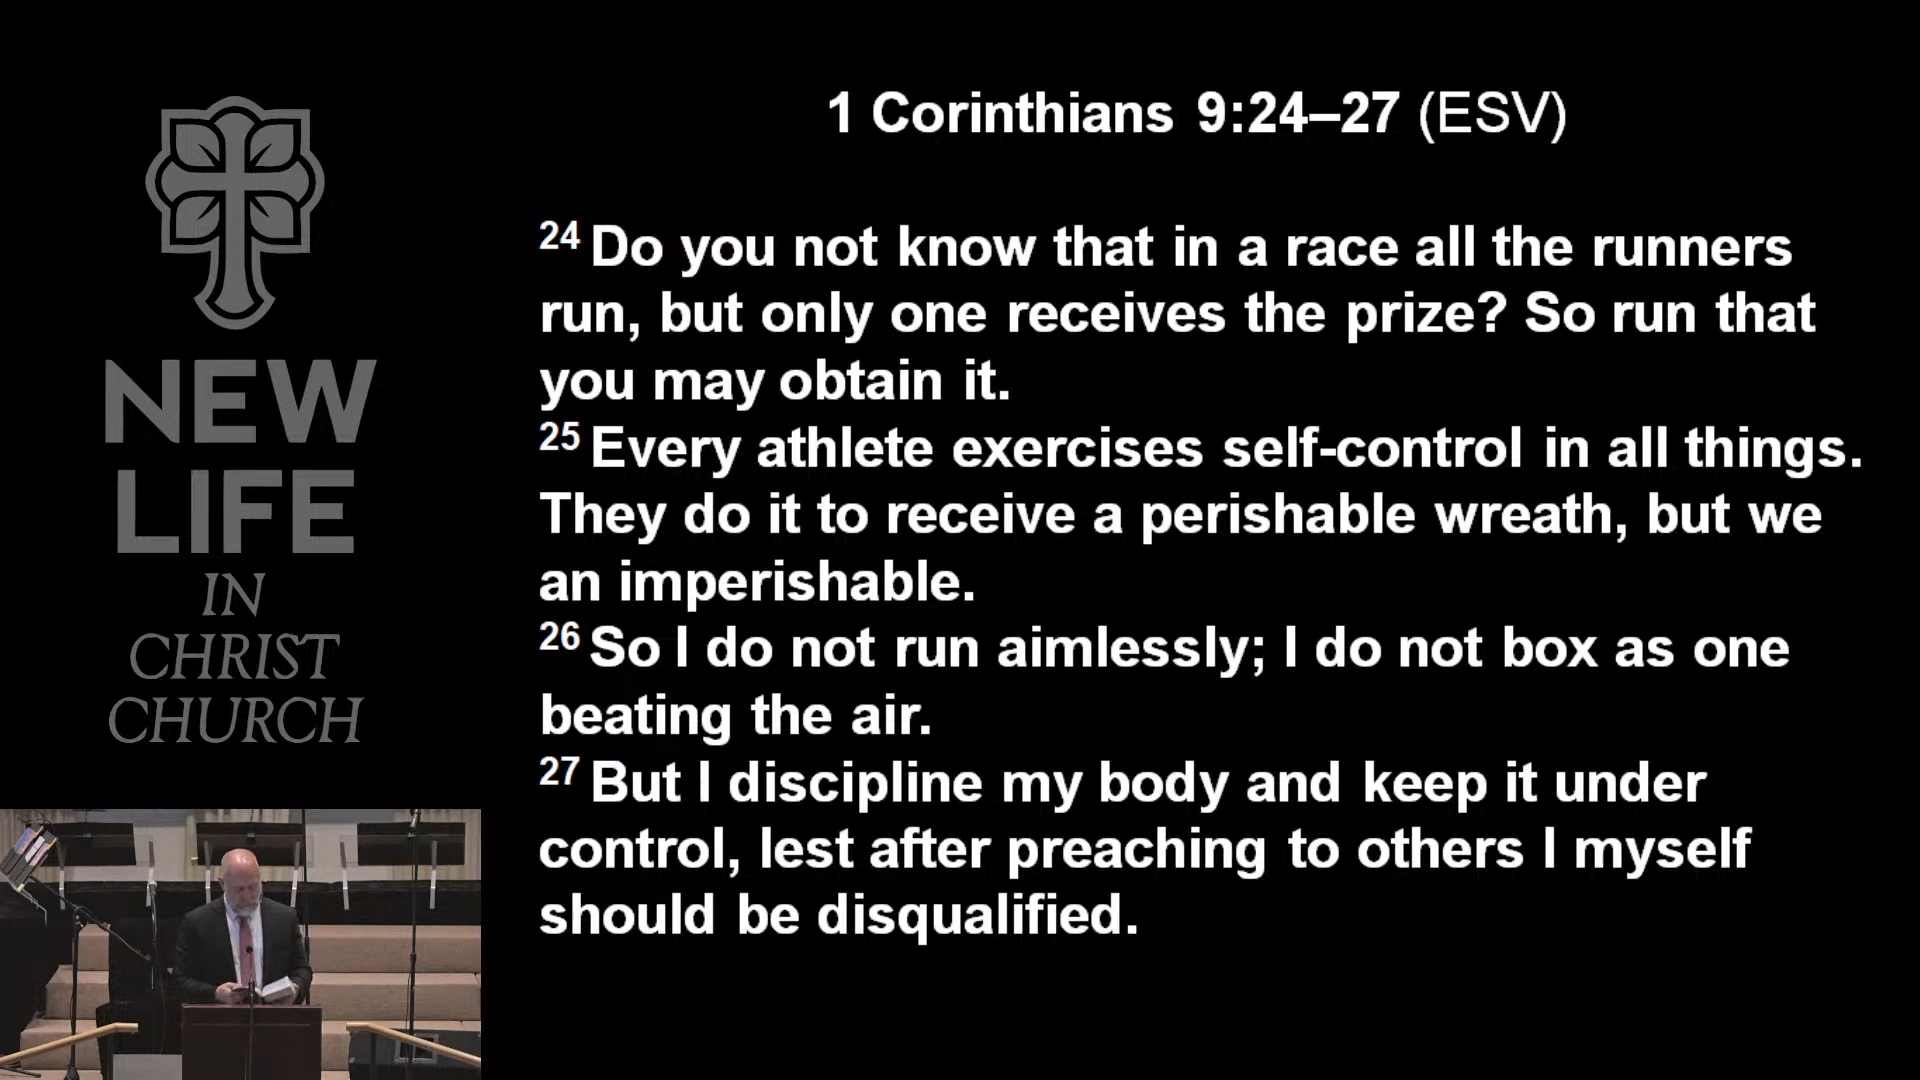 1 Corinthians 9:24–27 (ESV)
24 Do you not know that in a race all the runners
run, but only one receives the prize? So run that
you may obtain it.
25 Every athlete exercises self-control in all things.
They do it to receive a perishable wreath, but we
an imperishable.
26 So I do not run aimlessly; I do not box as one
beating the air.
27 But I discipline my body and keep it under
control, lest after preaching to others I myself
should be disqualified.
NEW
LIFE
IN
CHRIST
CHURCH